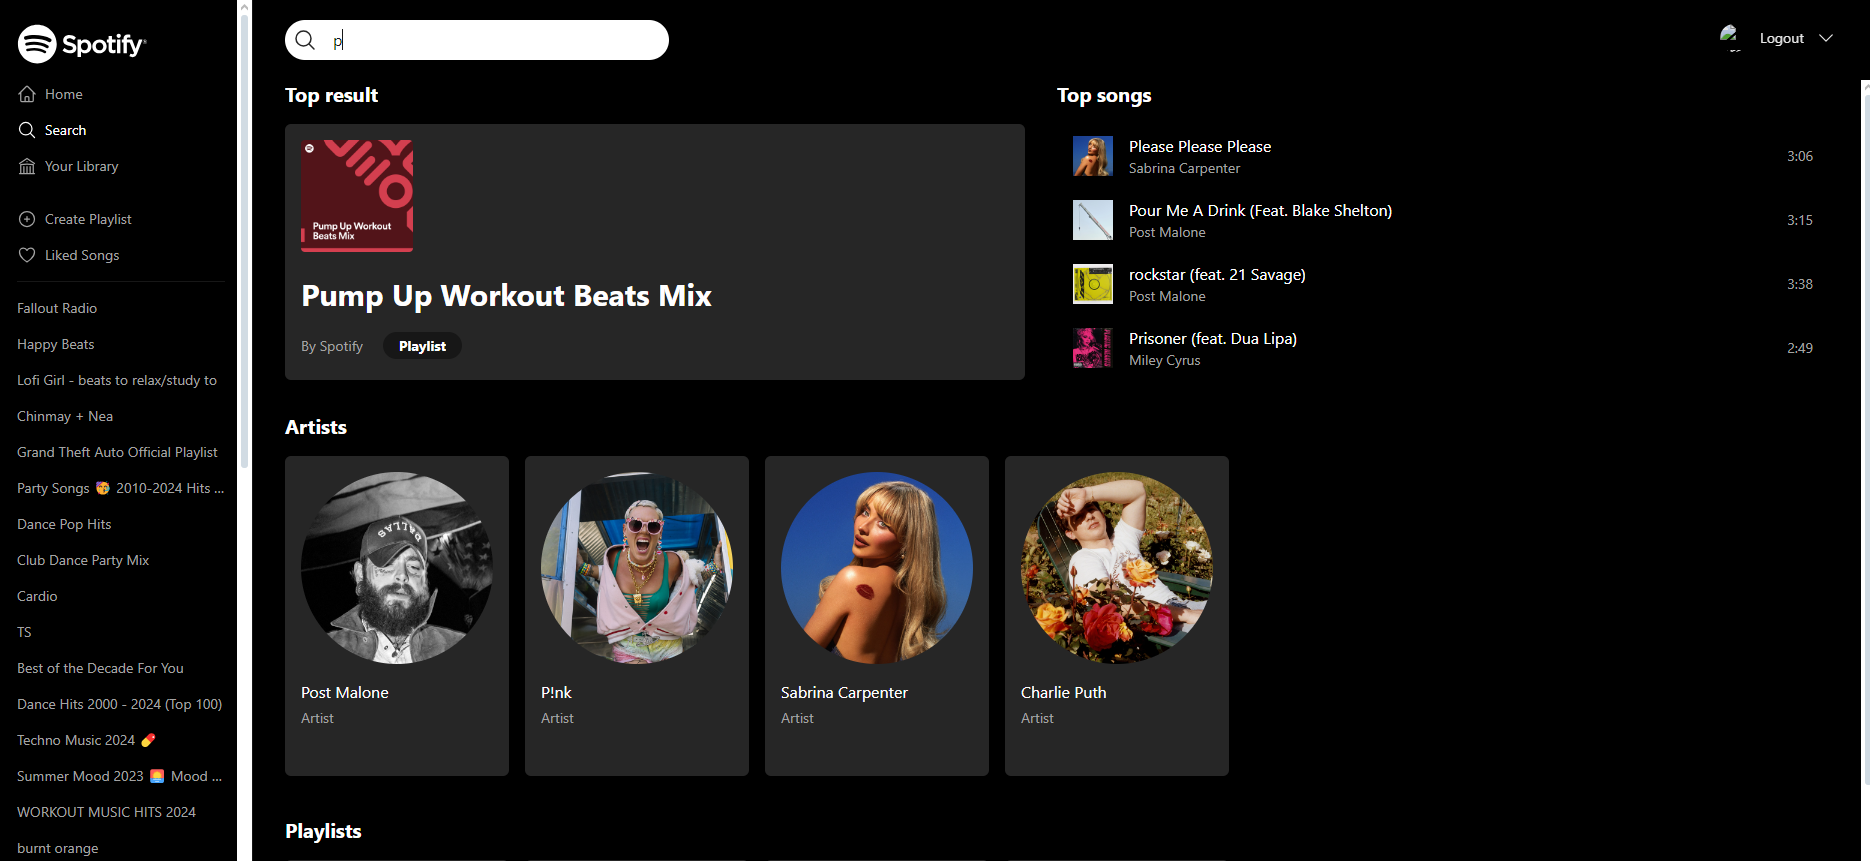 Spotify
Home
Search
Your Library
Create Playlist
Liked Songs
Fallout Radio
Happy Beats
Lofi Girl - beats to relax/study to
Chinmay + Nea
Grand Theft Auto Official Playlist
Party Songs 🥳 2010-2024 Hits ...
Dance Pop Hits
Club Dance Party Mix
Cardio
TS
Best of the Decade For You
Dance Hits 2000 - 2024 (Top 100)
Techno Music 2024 💊
Summer Mood 2023 🌅 Mood ...
WORKOUT MUSIC HITS 2024
burnt orange
p
Logout
Top result
Pump Up Workout
Beats Mix
Pump Up Workout Beats Mix
By Spotify
Playlist
Top songs
Please Please Please
Sabrina Carpenter
3:06
Pour Me A Drink (Feat. Blake Shelton)
Post Malone
3:15
rockstar (feat. 21 Savage)
Post Malone
3:38
Prisoner (feat. Dua Lipa)
Miley Cyrus
2:49
Artists
DALLAS
Post Malone
Artist
P!nk
Artist
Sabrina Carpenter
Artist
Charlie Puth
Artist
Playlists